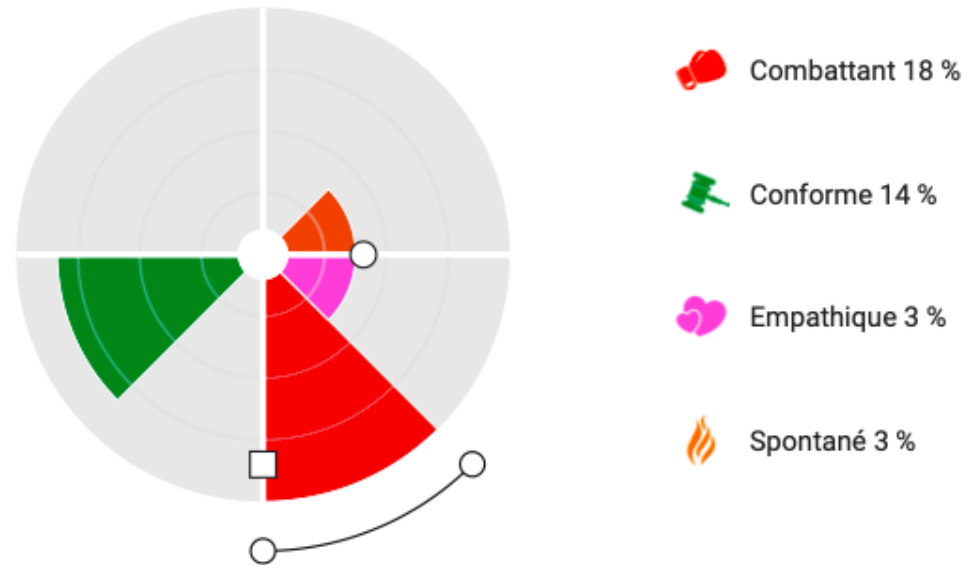 Combattant 18 %
Conforme 14 %
Empathique 3 %
Spontané 3 %